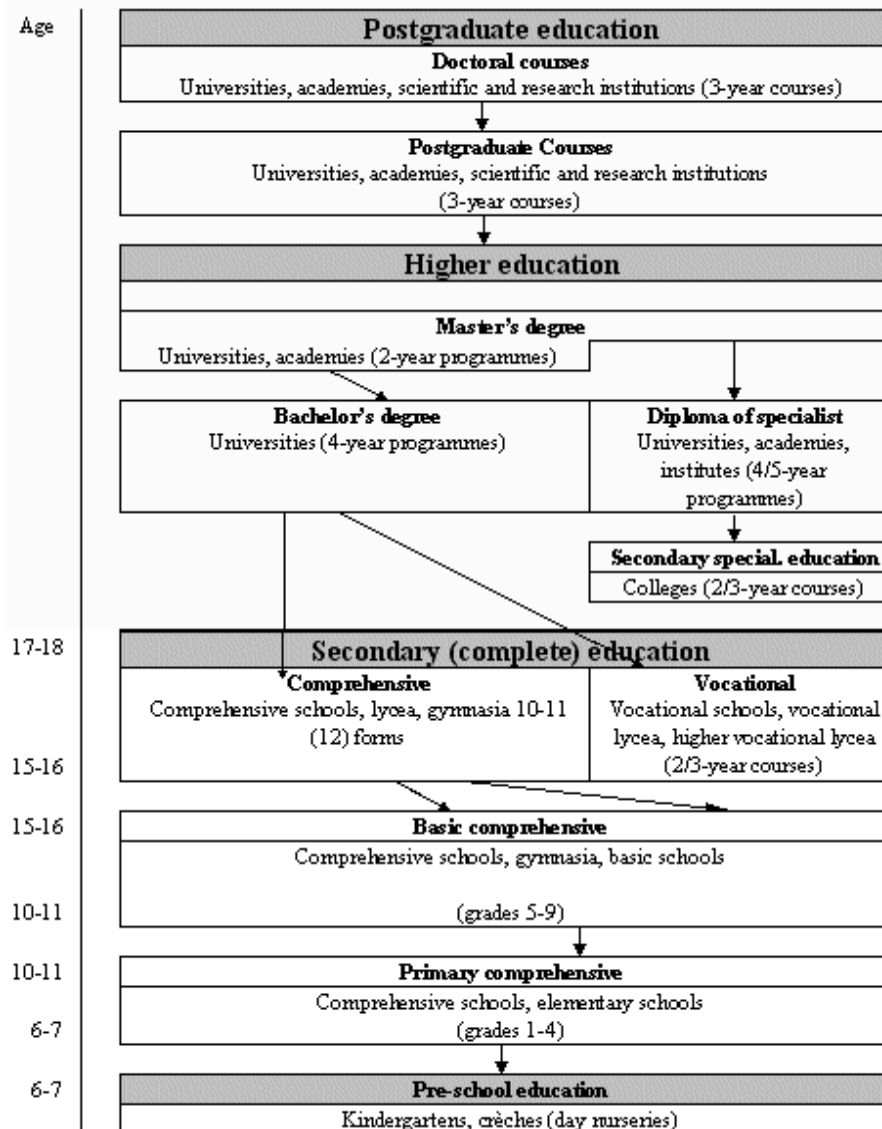 Age
Postgraduate education
Doctoral courses
Universities, academies, scientific and research institutions (3-year courses)
Postgraduate Courses
Universities, academies, scientific and research institutions
(3-year courses)
Higher education
Master's degree
Universities, academies (2-year programmes)
Bachelor's degree
Universities (4-year programmes)
Diploma of specialist
Universities, academies,
institutes (4/5-year
programmes)
Secondary special. education
Colleges (2/3-year courses)
17-18
Secondary (complete) education
Comprehensive
Comprehensive schools, lycea, gymnasia 10-11
(12) forms
Vocational
Vocational schools, vocational
lycea, higher vocational lycea
(2/3-year courses)
15-16
15-16
Basic comprehensive
Comprehensive schools, gymnasia, basic schools
10-11
(grades 5-9)
10-11
Primary comprehensive
Comprehensive schools, elementary schools
6-7
(grades 1-4)
6-7
Pre-school education
Kindergartens, crèches (day nurseries)